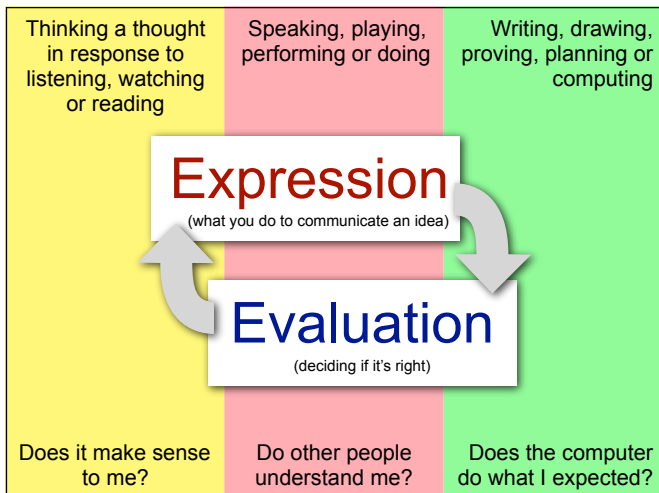 Thinking a thought
in response to
listening, watching
or reading
Speaking, playing,
performing or doing
Writing, drawing,
proving, planning or
computing
Expression
(what you do to communicate an idea)
Evaluation
(deciding if it's right)
Does it make sense
to me?
Do other people
understand me?
Does the computer
do what I expected?